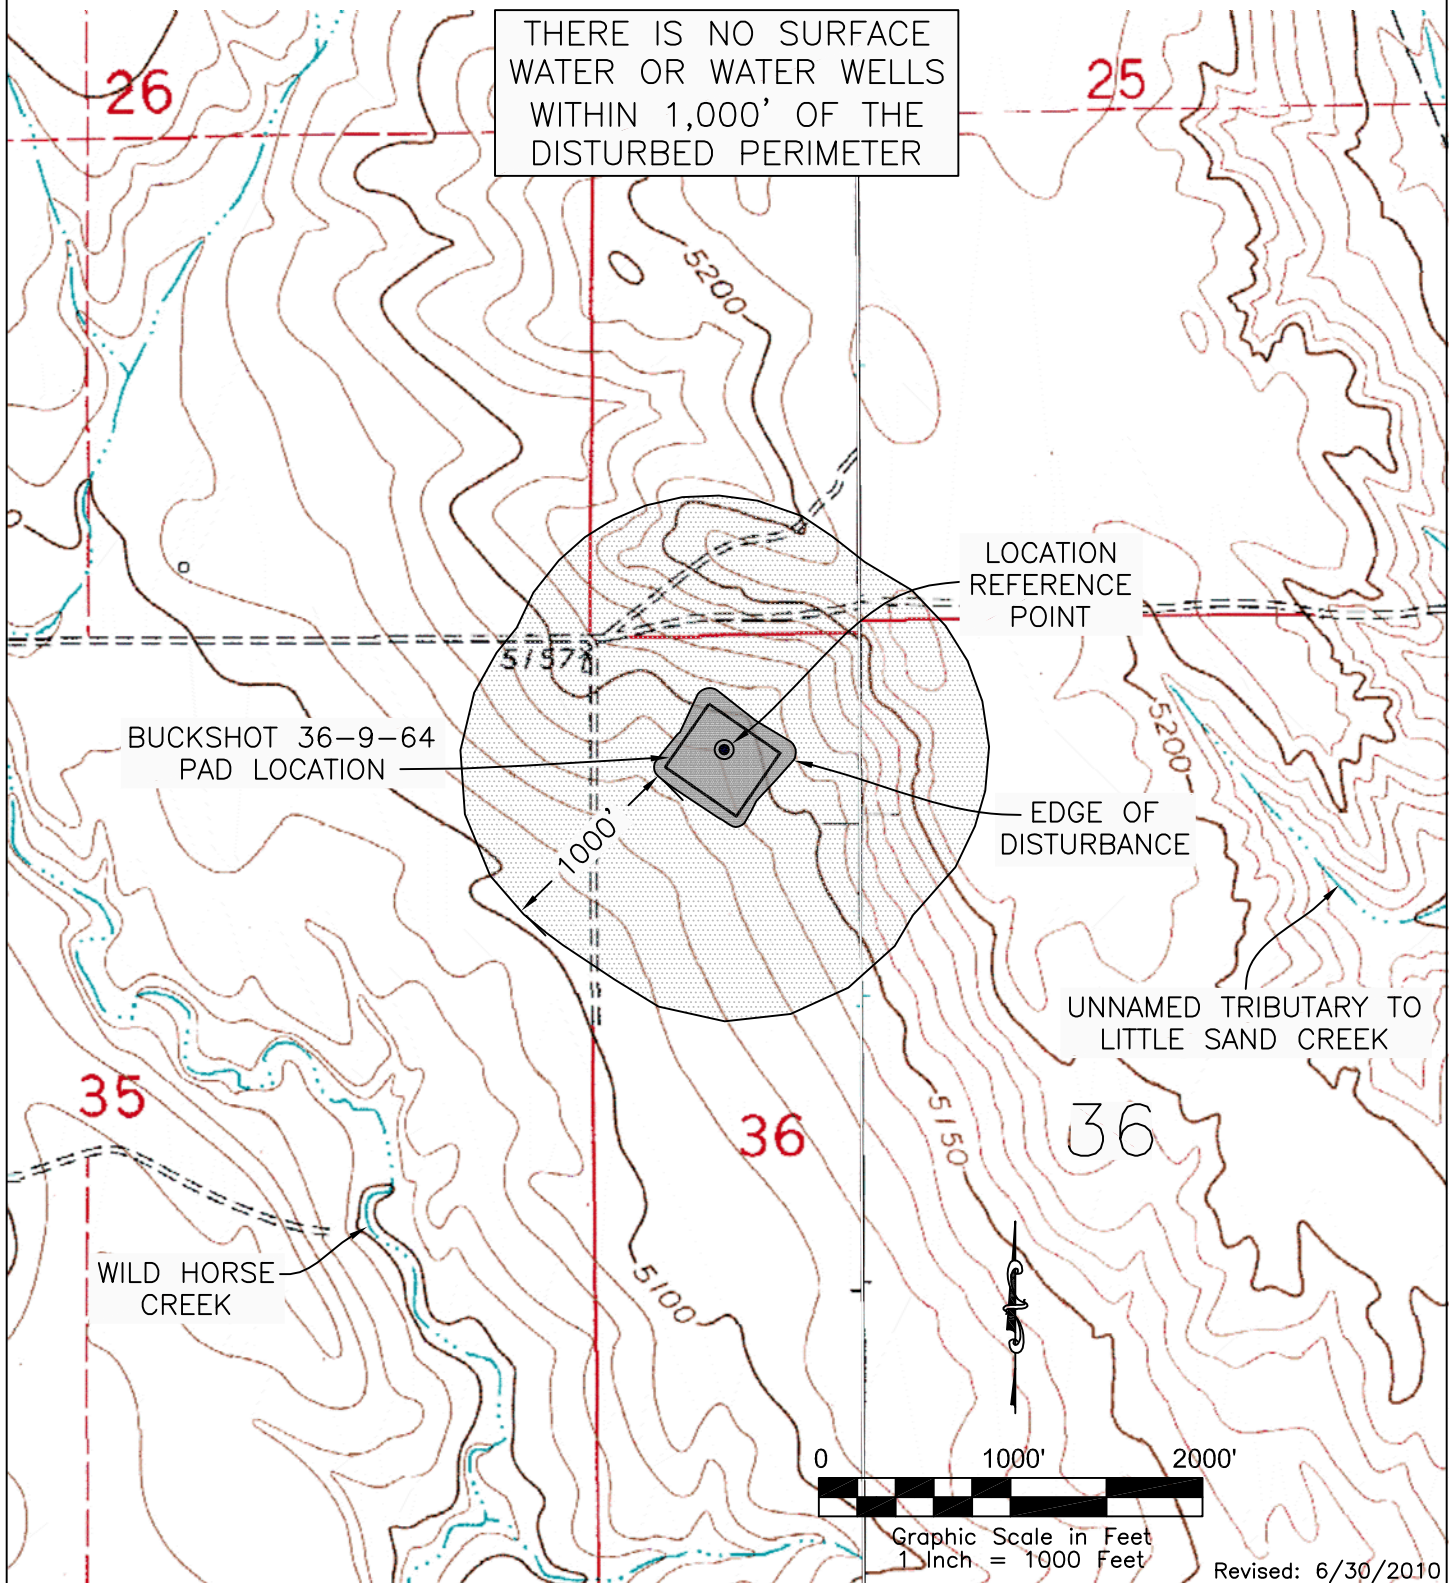 THERE IS NO SURFACE
WATER OR WATER WELLS
WITHIN 1,000' OF THE
DISTURBED PERIMETER
26
25
5200
LOCATION
REFERENCE
POINT
5157
BUCKSHOT 36-9-64
PAD LOCATION
5200
1000'
EDGE OF
DISTURBANCE
UNNAMED TRIBUTARY TO
LITTLE SAND CREEK
35
36
5150
36
WILD HORSE
CREEK
5100
0 1000' 2000'
Graphic Scale in Feet
1 Inch = 1000 Feet
Revised: 6/30/2010